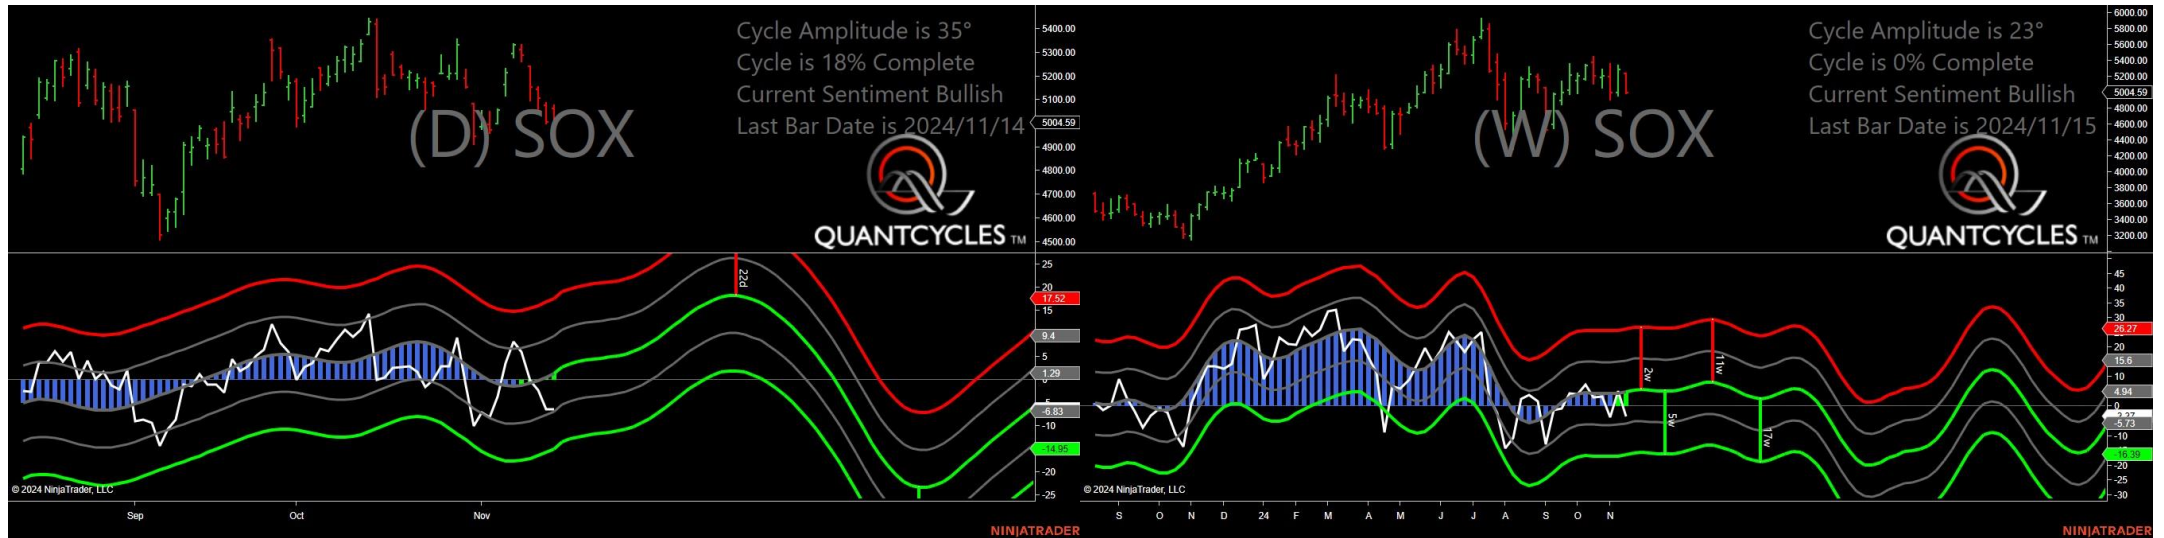 Cycle Amplitude is 35°
Cycle is 18% Complete
Current Sentiment Bullish
Last Bar Date is 2024/11/14
(D) SOX
QUANTCYCLES TM
5400.00
5200.00
5100.00
5004.59
4900.00
4800.00
4700.00
4600.00
4500.00
22d
25
20
17.52
15
9.4
5
1.29
0
-6.83
-10
-14.95
-20
-25
© 2024 NinjaTrader, LLC
Sep Oct Nov
NINJATRADER
Cycle Amplitude is 23°
Cycle is 0% Complete
Current Sentiment Bullish
Last Bar Date is 2024/11/15
(W) SOX
QUANTCYCLES TM
6000.00
5800.00
5600.00
5400.00
5200.00
5004.59
4800.00
4600.00
4400.00
4200.00
4000.00
3800.00
3600.00
3400.00
3200.00
2w
11w
5w
17w
45
40
35
30
26.27
20
15.6
10
4.94
0
-5.73
-10
-16.39
-20
-25
-30
© 2024 NinjaTrader, LLC
S O N D 24 F M A M J J A S O N
NINJATRADER